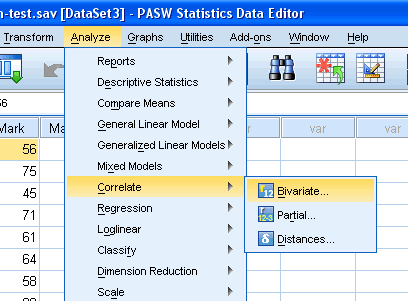 n-test.sav [DataSet3] - PASW Statistics Data Editor
Transform Analyze Graphs Utilities Add-ons Window Help
56
Mark Ma var var
56
75
45
71
61
64
58
Reports
Descriptive Statistics
Compare Means
General Linear Model
Generalized Linear Models
Mixed Models
Correlate
Regression
Loglinear
Classify
Dimension Reduction
Scale
Bivariate...
Partial...
Distances...